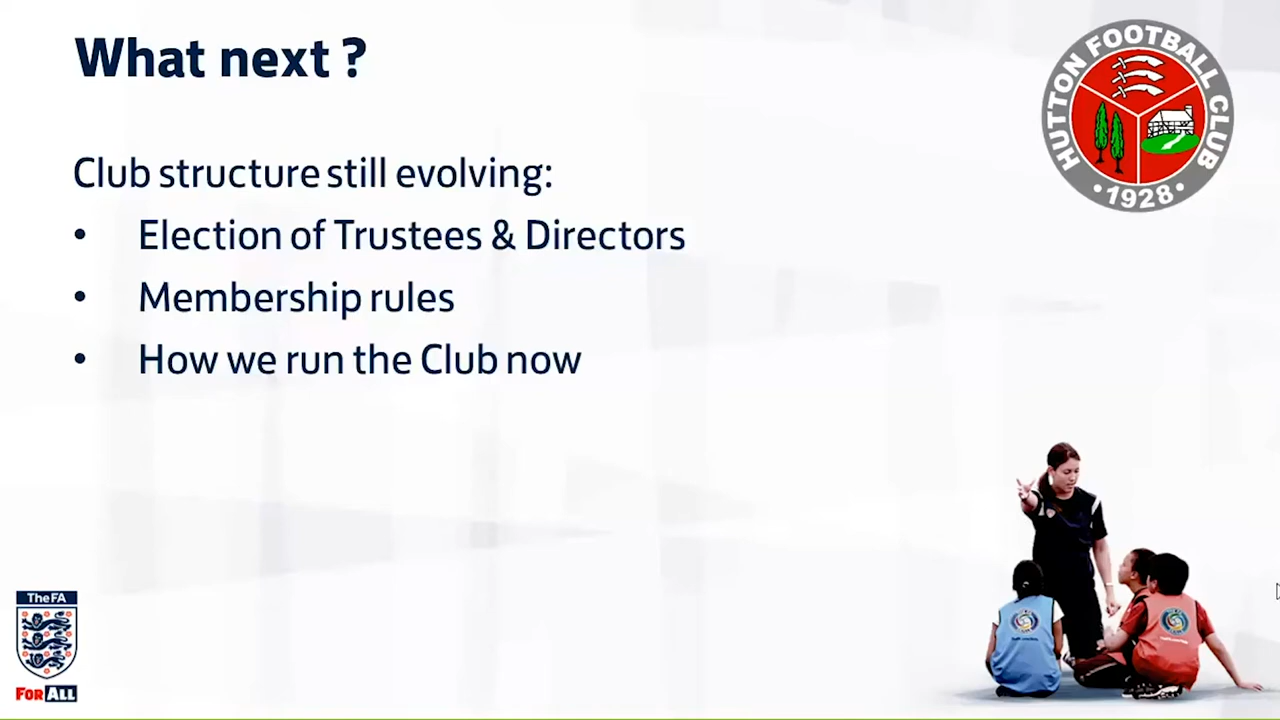 What next ?
HUTTON FOOTBALL CLUB
• 1928 •
Club structure still evolving:
• Election of Trustees & Directors
• Membership rules
• How we run the Club now
The FA
FOR ALL